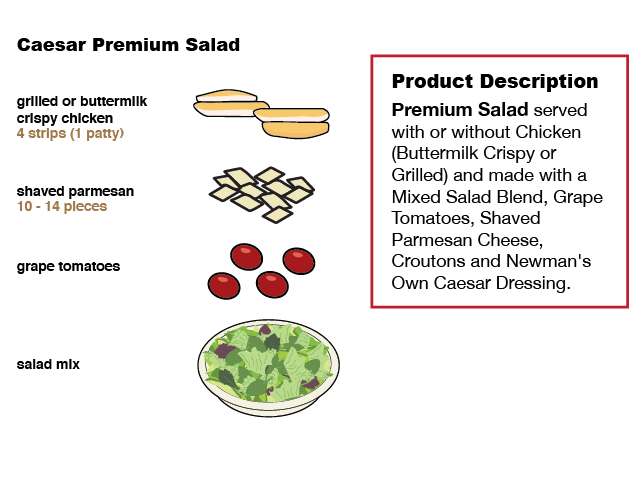 Caesar Premium Salad
grilled or buttermilk
crispy chicken
4 strips (1 patty)
shaved parmesan
10 - 14 pieces
grape tomatoes
salad mix
Product Description
Premium Salad served
with or without Chicken
(Buttermilk Crispy or
Grilled) and made with a
Mixed Salad Blend, Grape
Tomatoes, Shaved
Parmesan Cheese,
Croutons and Newman's
Own Caesar Dressing.